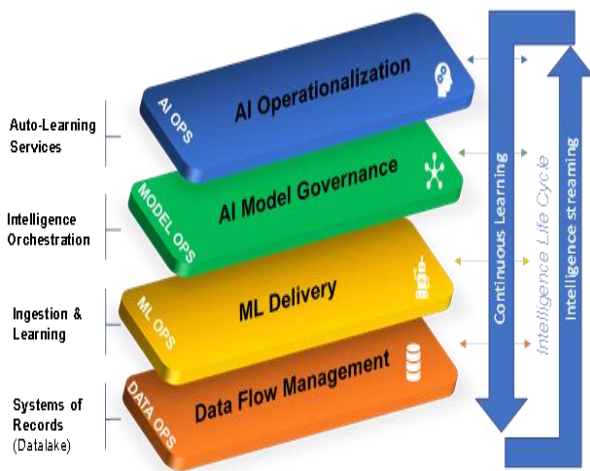 Auto-Learning
Services
AI OPS
AI Operationalization
Intelligence
Orchestration
MODEL OPS
AI Model Governance
Ingestion &
Learning
ML OPS
ML Delivery
Systems of
Records
(Datalake)
DATA OPS
Data Flow Management
Continuous Learning
Intelligence Life Cycle
Intelligence streaming